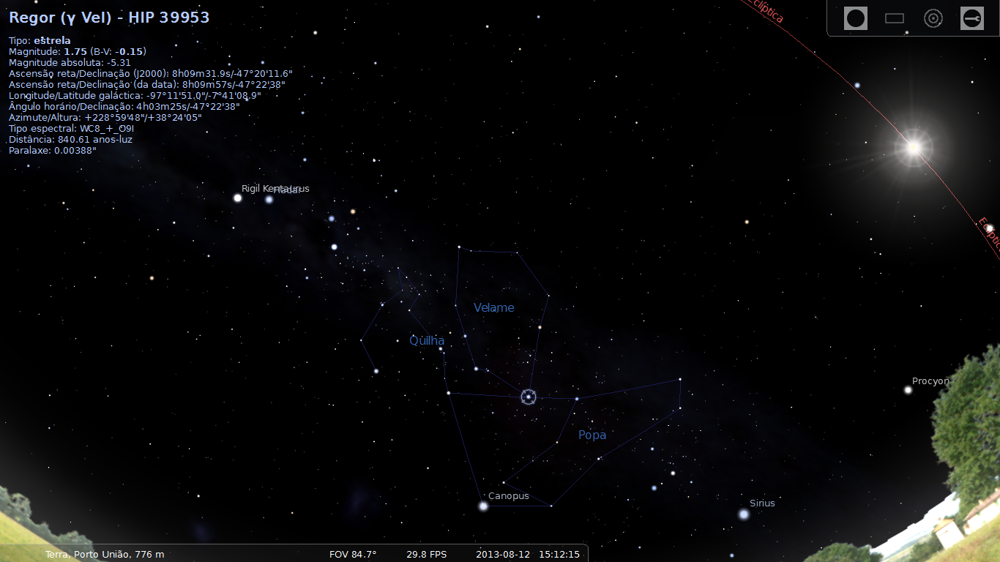 Regor (γ Vel) - HIP 39953
Tipo: estrela
Magnitude: 1.75 (B-V: -0.15)
Magnitude absoluta: -5.31
Ascensão reta/Declinação (J2000): 8h09m31.9s/-47°20'11.6"
Ascensão reta/Declinação (da data): 8h09m57s/-47°22'38"
Longitude/Latitude galáctica: -97°11'51.0"/-7°41'08.9"
Ângulo horário/Declinação: 4h03m25s/-47°22'38"
Azimute/Altura: +228°59'48"/+38°24'05"
Tipo espectral: WC8_+_O9I
Distância: 840.61 anos-luz
Paralaxe: 0.00388"
Eclíptica
Rigil Kentaurus
Hadar
Eclíptica
Velame
Quilha
Procyon
Popa
Canopus
Sirius
Terra, Porto União, 776 m
FOV 84.7°
29.8 FPS
2013-08-12 15:12:15